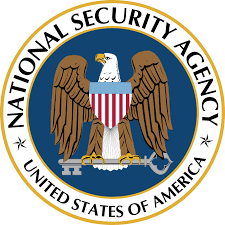 NATIONAL SECURITY AGENCY
UNITED STATES OF AMERICA